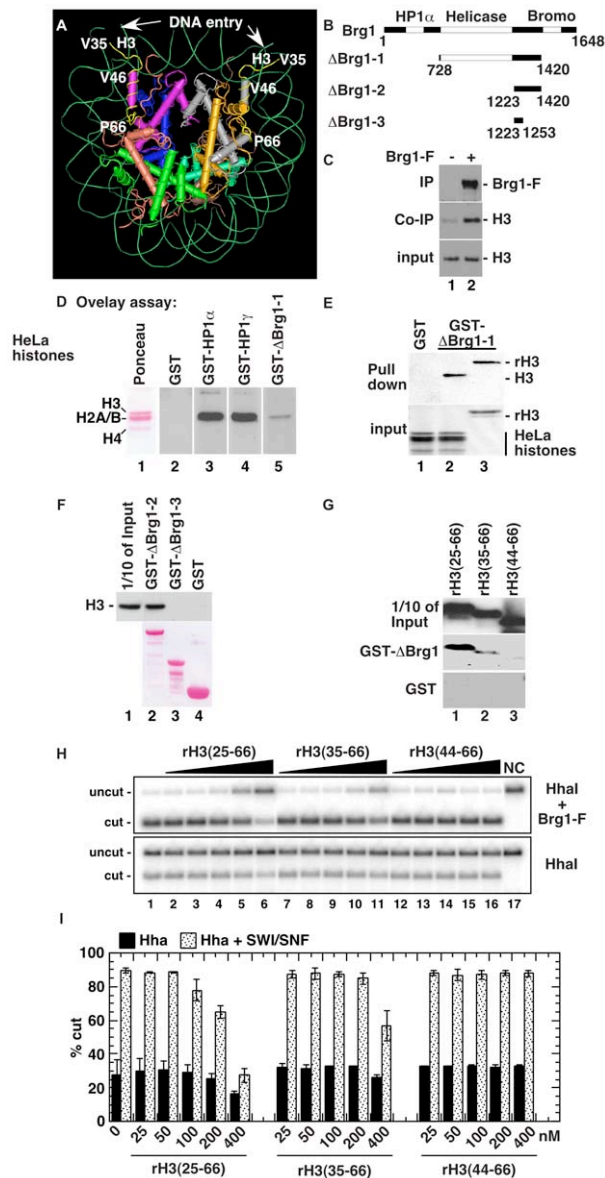 A
DNA entry
V35
H3
H3
V35
V46
V46
P66
P66
B
HP1α Helicase Bromo
Brg1
1
1648
ΔBrg1-1
728
1420
ΔBrg1-2
1223
1420
ΔBrg1-3
1223
1253
C
Brg1-F - +
IP
- Brg1-F
Co-IP
- H3
input
- H3
1 2
D Ovelay assay:
HeLa
histones
Ponceau
GST
GST-HP1α
GST-HP1γ
GST-ΔBrg1-1
H3
H2A/B
H4
1 2 3 4 5
E
GST
GST-
ΔBrg1-1
Pull
down
- rH3
- H3
input
- rH3
HeLa
histones
1 2 3
F
1/10 of Input
GST-ΔBrg1-2
GST-ΔBrg1-3
GST
H3 -
1 2 3 4
G
rH3(25-66)
rH3(35-66)
rH3(44-66)
1/10 of
Input
GST-ΔBrg1
GST
1 2 3
H
rH3(25-66) rH3(35-66) rH3(44-66)
NC
uncut -
cut -
HhaI
+
Brg1-F
uncut -
cut -
HhaI
1 2 3 4 5 6 7 8 9 10 11 12 13 14 15 16 17
I
Hha Hha + SWI/SNF
% cut
100
80
60
40
20
0
0 25 50 100 200 400 25 50 100 200 400 25 50 100 200 400 nM
rH3(25-66) rH3(35-66) rH3(44-66)